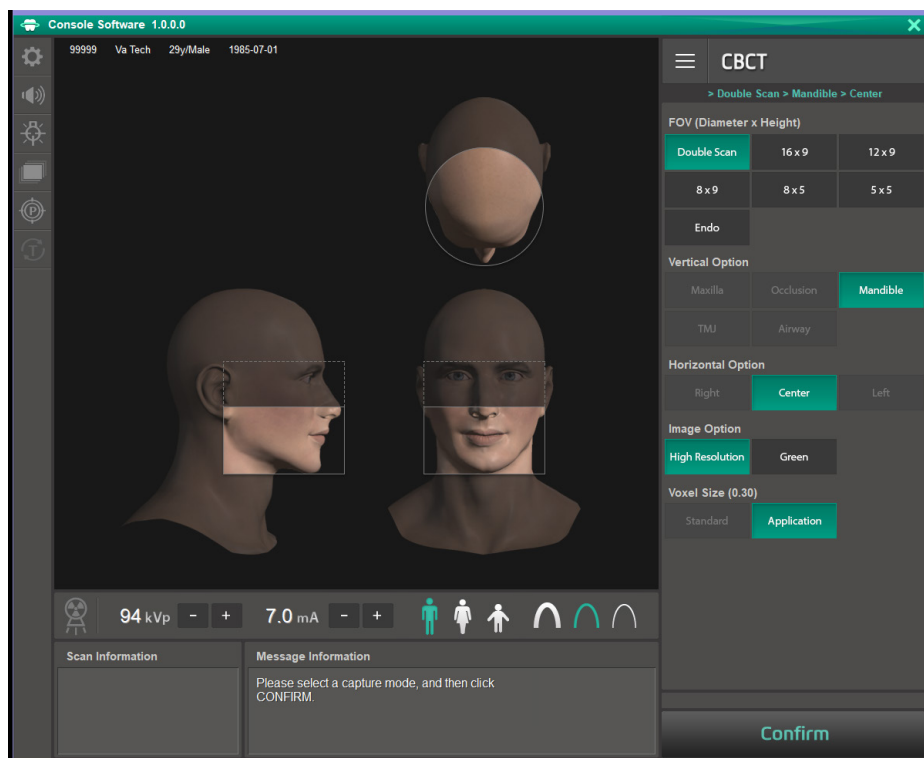 Console Software 1.0.0.0
99999 Va Tech 29y/Male 1985-07-01
CBCT
> Double Scan > Mandible > Center
FOV (Diameter x Height)
Double Scan 16 x 9 12 x 9
8 x 9 8 x 5 5 x 5
Endo
Vertical Option
Maxilla Occlusion Mandible
TMJ Airway
Horizontal Option
Right Center Left
Image Option
High Resolution Green
Voxel Size (0.30)
Standard Application
94 kVp - + 7.0 mA - +
Scan Information
Message Information
Please select a capture mode, and then click
CONFIRM.
Confirm
P
T